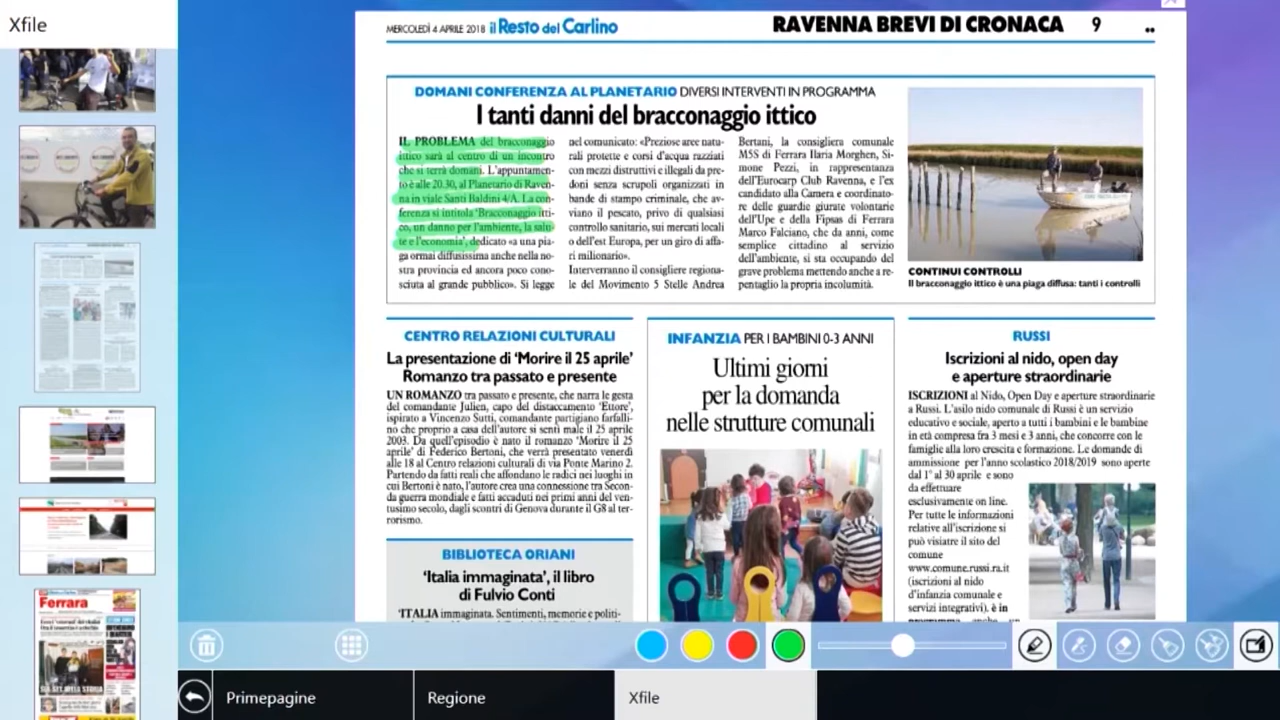 Xfile
MERCOLEDÌ 4 APRILE 2018 il Resto del Carlino
RAVENNA BREVI DI CRONACA 9 ••
DOMANI CONFERENZA AL PLANETARIO DIVERSI INTERVENTI IN PROGRAMMA
I tanti danni del bracconaggio ittico
IL PROBLEMA del bracconaggio
ittico sarà al centro di un incontro
che si terrà domani. L'appuntamen-
to è alle 20.30, al Planetario di Raven-
na in viale Santi Baldini 4/A. La con-
ferenza si intitola 'Bracconaggio itti-
co, un danno per l'ambiente, la salu-
te e l'economia', dedicato «a una pia-
ga ormai diffusissima anche nella no-
stra provincia ed ancora poco cono-
sciuta al grande pubblico». Si legge
nel comunicato: «Preziose aree natu-
rali protette e corsi d'acqua razziati
con mezzi distruttivi e illegali da pre-
doni senza scrupoli organizzati in
bande di stampo criminale, che av-
viano il pescato, privo di qualsiasi
controllo sanitario, sui mercati locali
o dell'est Europa, per un giro di affa-
ri milionario».
Interverranno il consigliere regiona-
le del Movimento 5 Stelle Andrea
Bertani, la consigliera comunale
M5S di Ferrara Ilaria Morghen, Si-
mone Pezzi, in rappresentanza
dell'Eurocarp Club Ravenna, e l'ex
candidato alla Camera e coordinato-
re delle guardie giurate volontarie
dell'Upe e della Fipsas di Ferrara
Marco Falciano, che da anni, come
semplice cittadino al servizio
dell'ambiente, si sta occupando del
grave problema mettendo anche a re-
pentaglio la propria incolumità.
CONTINUI CONTROLLI
Il bracconaggio ittico è una piaga diffusa: tanti i controlli
CENTRO RELAZIONI CULTURALI
La presentazione di 'Morire il 25 aprile'
Romanzo tra passato e presente
UN ROMANZO tra passato e presente, che narra le gesta
del comandante Julien, capo del distaccamento 'Ettore',
ispirato a Vincenzo Sutti, comandante partigiano farfalli-
no che proprio a casa dell'autore si sentì male il 25 aprile
2003. Da quell'episodio è nato il romanzo 'Morire il 25
aprile' di Federico Bertoni, che verrà presentato venerdì
alle 18 al Centro relazioni culturali di via Ponte Marino 2.
Partendo da fatti reali che affondano le radici nei luoghi in
cui Bertoni è nato, l'autore crea una connessione tra Secon-
da guerra mondiale e fatti accaduti nei primi anni del ven-
tunesimo secolo, dagli scontri di Genova durante il G8 al ter-
rorismo.
BIBLIOTECA ORIANI
'Italia immaginata', il libro
di Fulvio Conti
'ITALIA immaginata. Sentimenti, memorie e politi-
INFANZIA PER I BAMBINI 0-3 ANNI
Ultimi giorni
per la domanda
nelle strutture comunali
RUSSI
Iscrizioni al nido, open day
e aperture straordinarie
ISCRIZIONI al Nido, Open Day e aperture straordinarie
a Russi. L'asilo nido comunale di Russi è un servizio
educativo e sociale, aperto a tutti i bambini e le bambine
in età compresa fra 3 mesi e 3 anni, che concorre con le
famiglie alla loro crescita e formazione. Le domande di
ammissione per l'anno scolastico 2018/2019 sono aperte
dal 1° al 30 aprile e sono
da effettuare
esclusivamente on line.
Per tutte le informazioni
relative all'iscrizione si
può visiatre il sito del
comune
www.comune.russi.ra.it
(iscrizioni al nido
d'infanzia comunale e
servizi integrativi). è in
Ferrara
Primepagine
Regione
Xfile